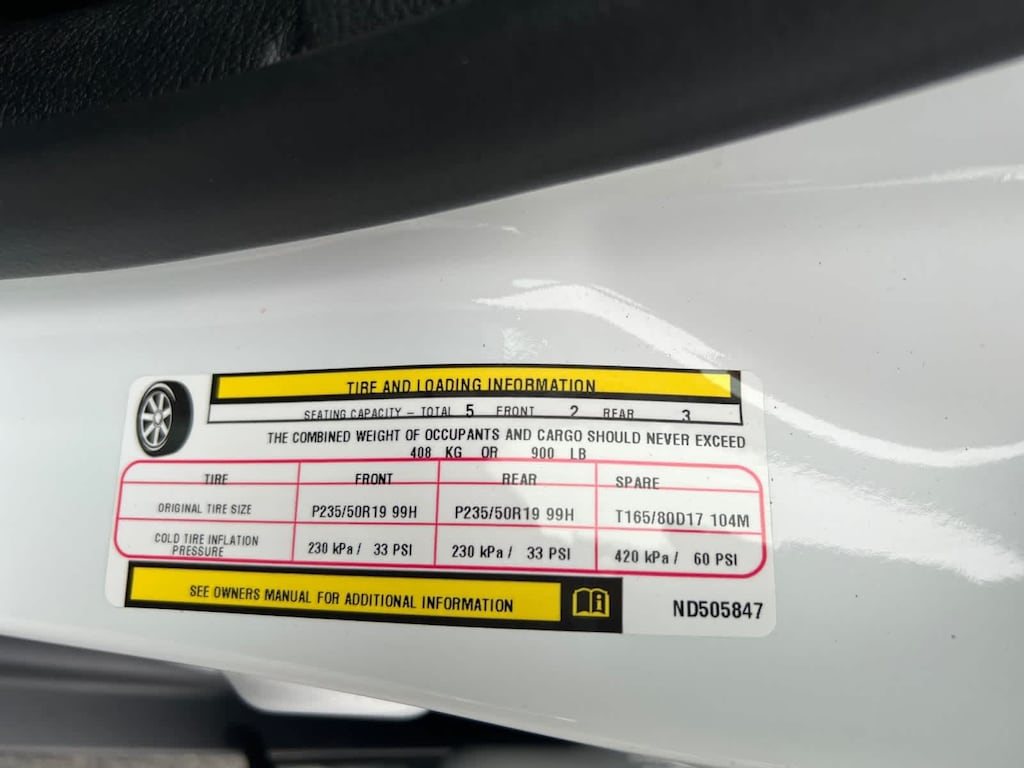 TIRE AND LOADING INFORMATION
SEATING CAPACITY – TOTAL 5 FRONT 2 REAR 3
THE COMBINED WEIGHT OF OCCUPANTS AND CARGO SHOULD NEVER EXCEED
408 KG OR 900 LB
TIRE FRONT REAR SPARE
ORIGINAL TIRE SIZE P235/50R19 99H P235/50R19 99H T165/80D17 104M
COLD TIRE INFLATION
PRESSURE 230 kPa / 33 PSI 230 kPa / 33 PSI 420 kPa / 60 PSI
SEE OWNERS MANUAL FOR ADDITIONAL INFORMATION
ND505847